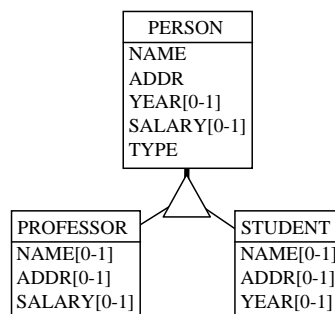 PERSON
NAME
ADDR
YEAR[0-1]
SALARY[0-1]
TYPE
PROFESSOR
NAME[0-1]
ADDR[0-1]
SALARY[0-1]
STUDENT
NAME[0-1]
ADDR[0-1]
YEAR[0-1]